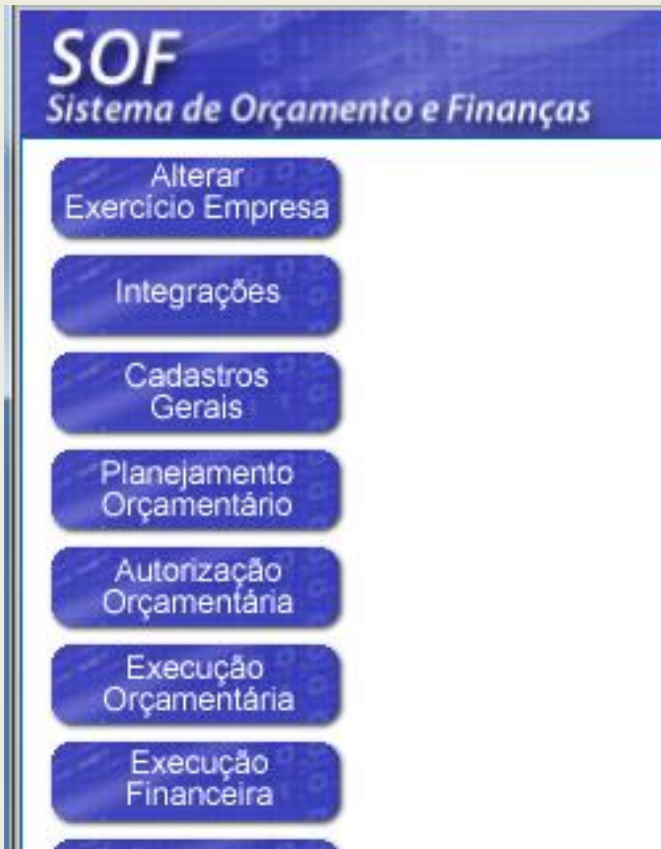 SOF
Sistema de Orçamento e Finanças
Alterar
Exercício Empresa
Integrações
Cadastros
Gerais
Planejamento
Orçamentário
Autorização
Orçamentária
Execução
Orçamentária
Execução
Financeira